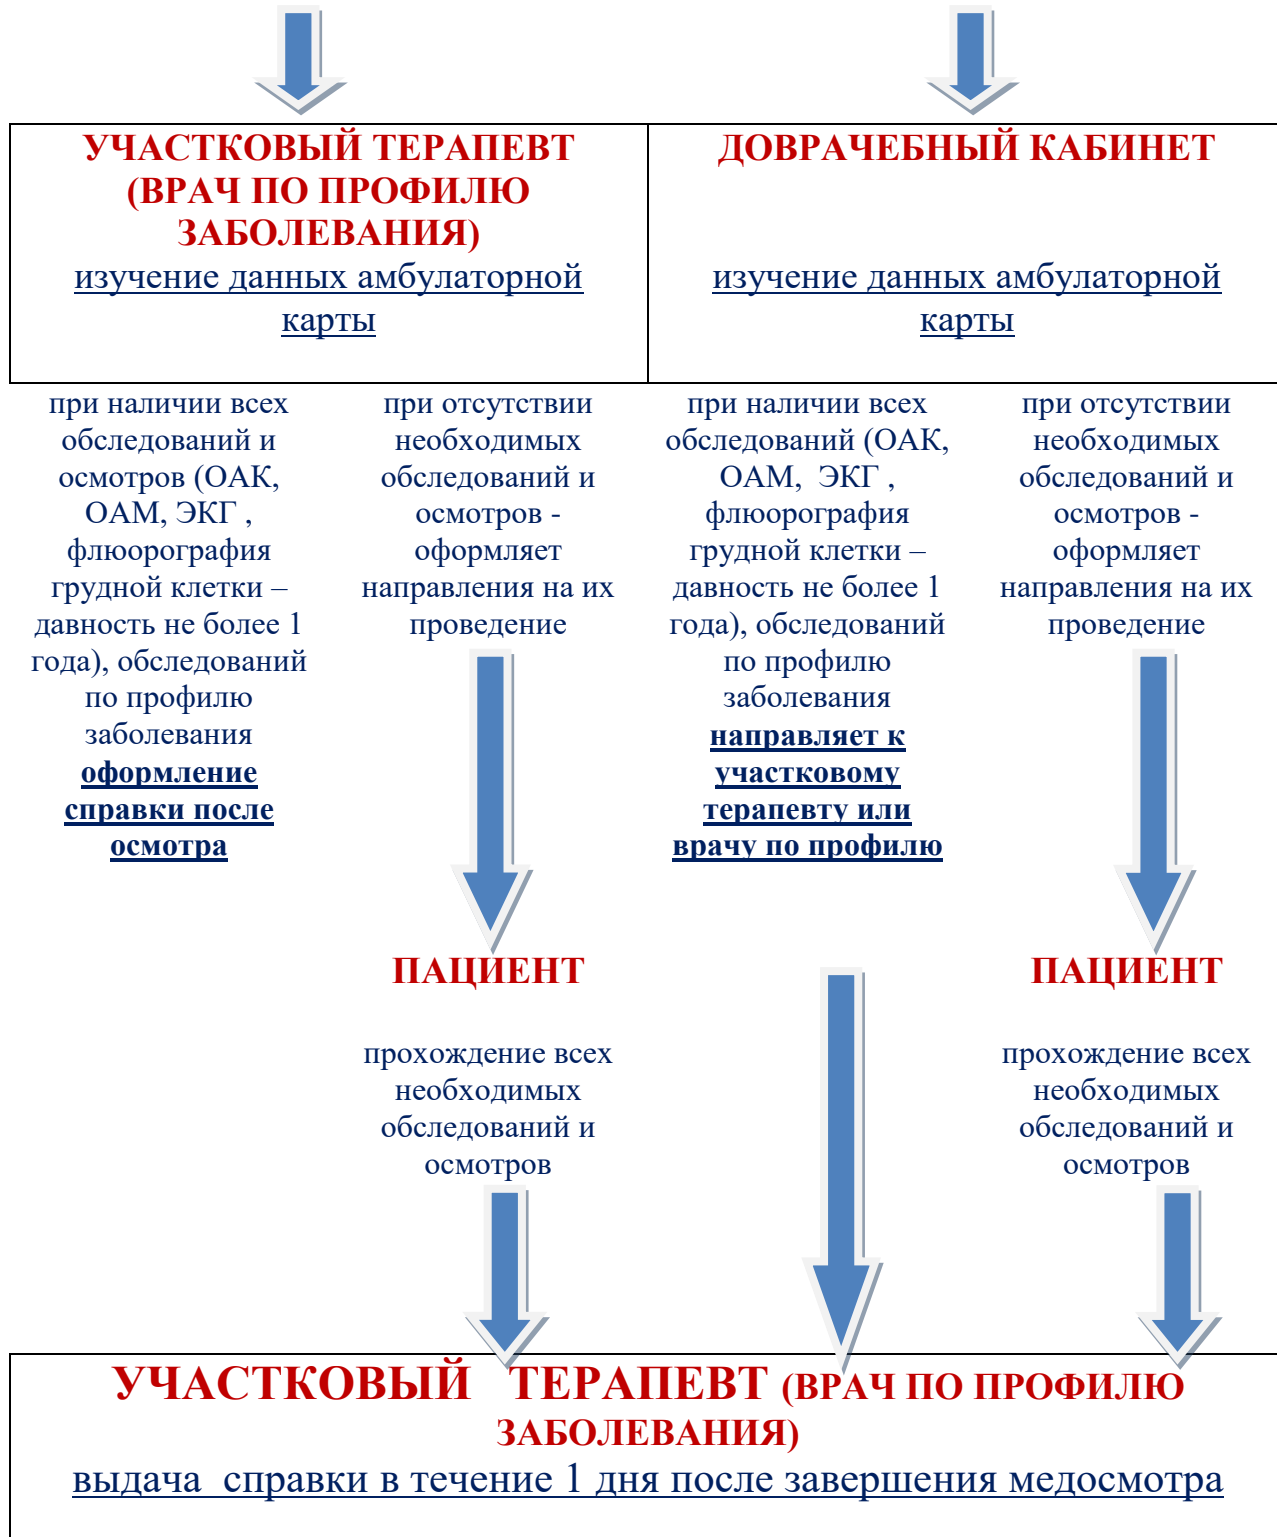 УЧАСТКОВЫЙ ТЕРАПЕВТ
(ВРАЧ ПО ПРОФИЛЮ
ЗАБОЛЕВАНИЯ)
изучение данных амбулаторной
карты
ДОВРАЧЕБНЫЙ КАБИНЕТ
изучение данных амбулаторной
карты
при наличии всех
обследований и
осмотров (ОАК,
ОАМ, ЭКГ ,
флюорография
грудной клетки –
давность не более 1
года), обследований
по профилю
заболевания
оформление
справки после
осмотра
при отсутствии
необходимых
обследований и
осмотров -
оформляет
направления на их
проведение
при наличии всех
обследований (ОАК,
ОАМ, ЭКГ ,
флюорография
грудной клетки –
давность не более 1
года), обследований
по профилю
заболевания
направляет к
участковому
терапевту или
врачу по профилю
при отсутствии
необходимых
обследований и
осмотров -
оформляет
направления на их
проведение
ПАЦИЕНТ
прохождение всех
необходимых
обследований и
осмотров
ПАЦИЕНТ
прохождение всех
необходимых
обследований и
осмотров
УЧАСТКОВЫЙ ТЕРАПЕВТ (ВРАЧ ПО ПРОФИЛЮ
ЗАБОЛЕВАНИЯ)
выдача справки в течение 1 дня после завершения медосмотра